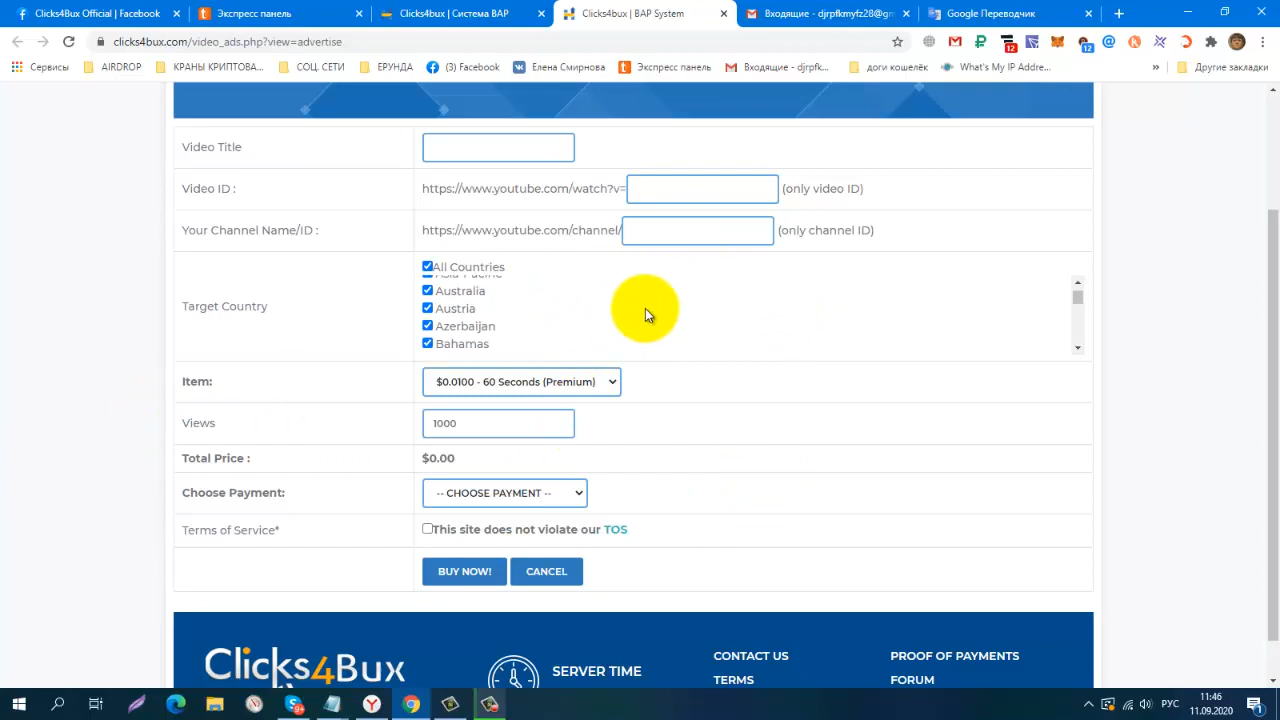 Clicks4bux Official | Facebook
Экспресс панель
Clicks4bux | Система BAP
Clicks4bux | BAP System
Входящие - djrpfkmyfz28@gm
Google Переводчик
clicks4bux.com/video_ads.php?view=advertise
12
12
Сервисы
AIRDROP
КРАНЫ КРИПТОВА...
СОЦ. СЕТИ
ЕРУНДА
(3) Facebook
Елена Смирнова
Экспресс панель
Входящие - djrpfk...
доги кошелёк
What's My IP Addre...
»
Другие закладки
Video Title
Video ID :
https://www.youtube.com/watch?v=
(only video ID)
Your Channel Name/ID :
https://www.youtube.com/channel/
(only channel ID)
Target Country
All Countries
Asia-Pacific
Australia
Austria
Azerbaijan
Bahamas
Item:
$0.0100 - 60 Seconds (Premium)
Views
1000
Total Price :
$0.00
Choose Payment:
-- CHOOSE PAYMENT --
Terms of Service*
This site does not violate our TOS
BUY NOW!
CANCEL
Clicks4Bux
SERVER TIME
CONTACT US
TERMS
PROOF OF PAYMENTS
FORUM
РУС
11:46
11.09.2020